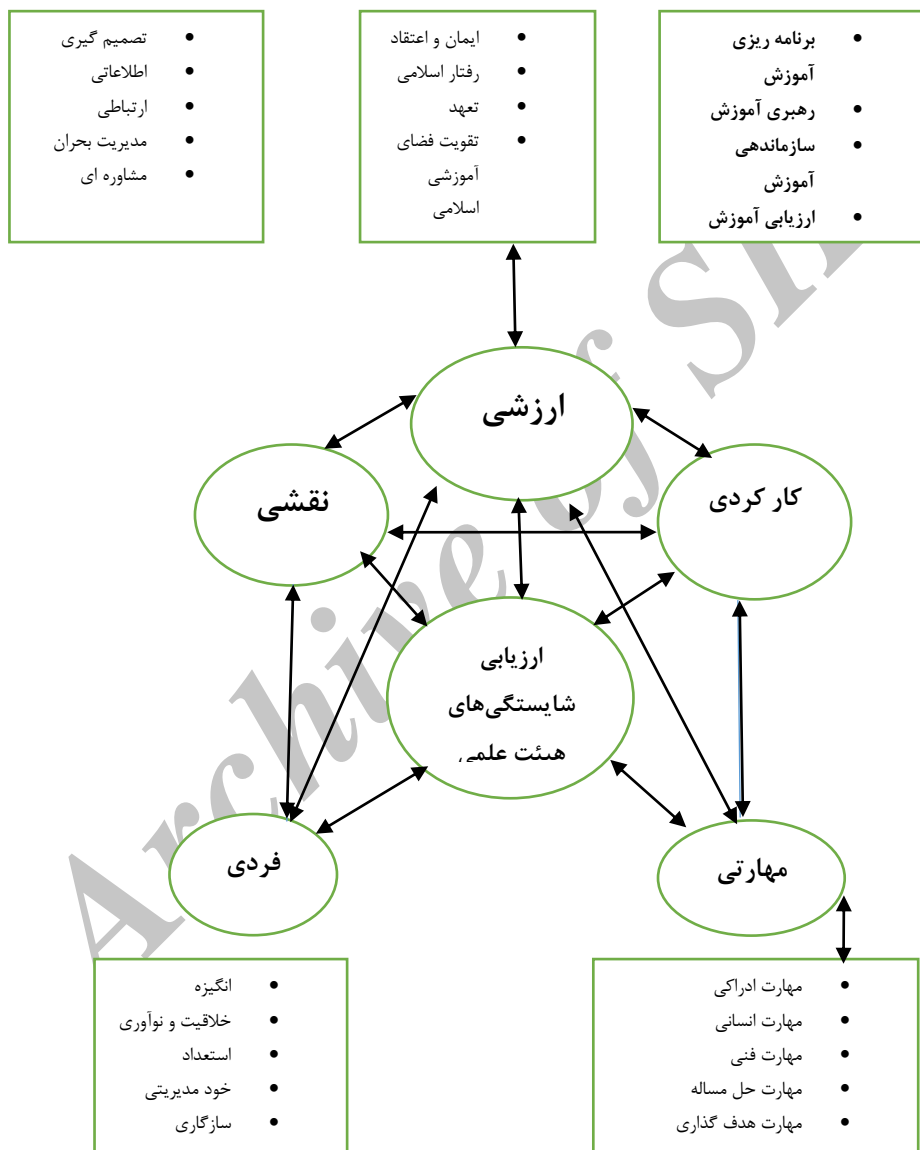 برنامه ریزی
آموزش
رهبری آموزش
سازماندهی
آموزش
ارزیابی آموزش
ایمان و اعتقاد
رفتار اسلامی
تعهد
تقویت فضای
آموزشی
اسلامی
تصمیم گیری
اطلاعاتی
ارتباطی
مدیریت بحران
مشاوره ای
ارزشی
کار کردی
نقشی
ارزیابی
شایستگی‌های
هیئت علمی
مهارتی
فردی
مهارت ادراکی
مهارت انسانی
مهارت فنی
مهارت حل مساله
مهارت هدف گذاری
انگیزه
خلاقیت و نوآوری
استعداد
خود مدیریتی
سازگاری
Archive of